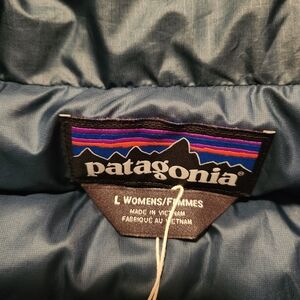 patagonia®
L WOMENS/FEMMES
MADE IN VIETNAM
FABRIQUÉ AU VIETNAM